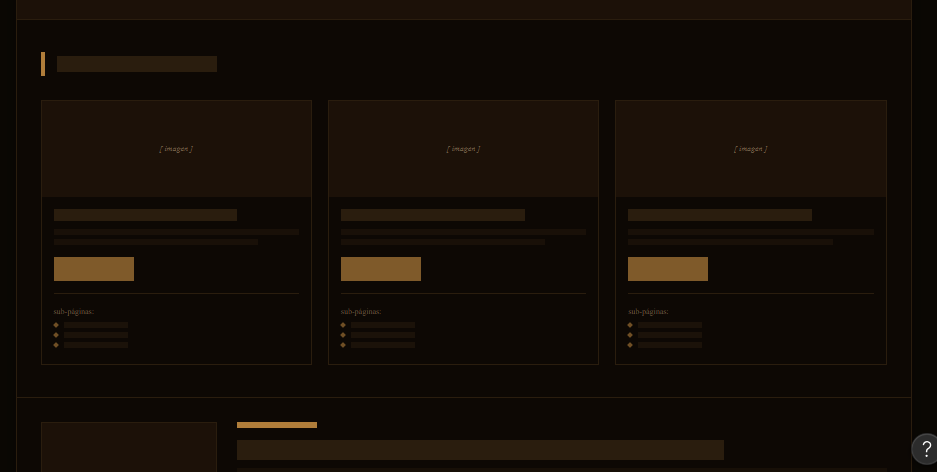 [ imagen ]
[ imagen ]
[ imagen ]
sub-páginas:
sub-páginas:
sub-páginas:
?